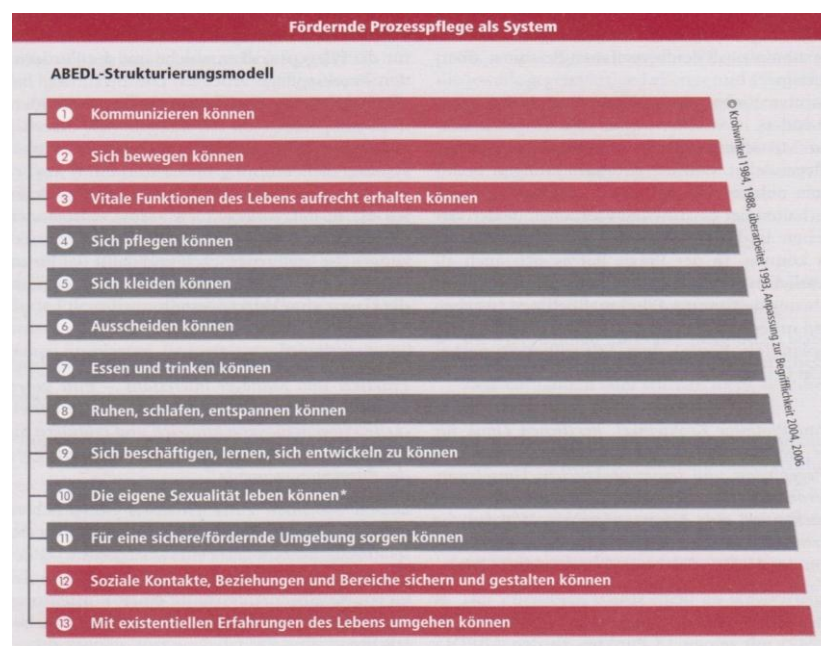 Fördernde Prozesspflege als System
ABEDL-Strukturierungsmodell
1 Kommunizieren können
2 Sich bewegen können
3 Vitale Funktionen des Lebens aufrecht erhalten können
4 Sich pflegen können
5 Sich kleiden können
6 Ausscheiden können
7 Essen und trinken können
8 Ruhen, schlafen, entspannen können
9 Sich beschäftigen, lernen, sich entwickeln zu können
10 Die eigene Sexualität leben können*
11 Für eine sichere/fördernde Umgebung sorgen können
12 Soziale Kontakte, Beziehungen und Bereiche sichern und gestalten können
13 Mit existentiellen Erfahrungen des Lebens umgehen können
© Krohwinkel 1984, 1988, überarbeitet 1993, Anpassung zur Begrifflichkeit 2004, 2006